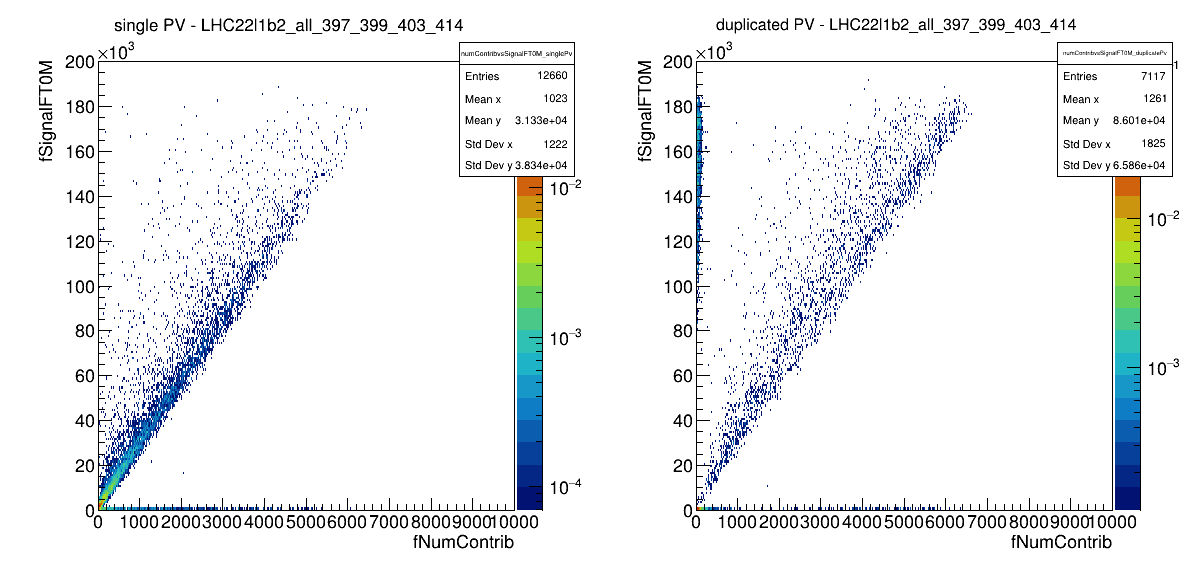 single PV - LHC22l1b2_all_397_399_403_414
×10³
fSignalFT0M
200
180
160
140
120
100
80
60
40
20
0
0 1000 2000 3000 4000 5000 6000 7000 8000 9000 10000
fNumContrib
numContribvsSignalFT0M_singlePv
Entries 12660
Mean x 1023
Mean y 3.133e+04
Std Dev x 1222
Std Dev y 3.834e+04
10⁻²
10⁻³
10⁻⁴
duplicated PV - LHC22l1b2_all_397_399_403_414
×10³
fSignalFT0M
200
180
160
140
120
100
80
60
40
20
0
0 1000 2000 3000 4000 5000 6000 7000 8000 9000 10000
fNumContrib
numContribvsSignalFT0M_duplicatePv
Entries 7117
Mean x 1261
Mean y 8.601e+04
Std Dev x 1825
Std Dev y 6.586e+04
1
10⁻²
10⁻³